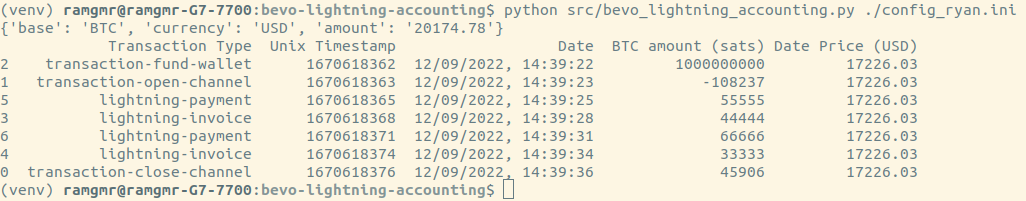 (venv) ramgmr@ramgmr-G7-7700:bevo-lightning-accounting$ python src/bevo_lightning_accounting.py ./config_ryan.ini
{'base': 'BTC', 'currency': 'USD', 'amount': '20174.78'}
Transaction Type  Unix Timestamp                  Date  BTC amount (sats) Date Price (USD)
2     transaction-fund-wallet      1670618362  12/09/2022, 14:39:22         1000000000         17226.03
1    transaction-open-channel      1670618363  12/09/2022, 14:39:23            -108237         17226.03
5           lightning-payment      1670618365  12/09/2022, 14:39:25              55555         17226.03
3           lightning-invoice      1670618368  12/09/2022, 14:39:28              44444         17226.03
6           lightning-payment      1670618371  12/09/2022, 14:39:31              66666         17226.03
4           lightning-invoice      1670618374  12/09/2022, 14:39:34              33333         17226.03
0   transaction-close-channel      1670618376  12/09/2022, 14:39:36              45906         17226.03
(venv) ramgmr@ramgmr-G7-7700:bevo-lightning-accounting$